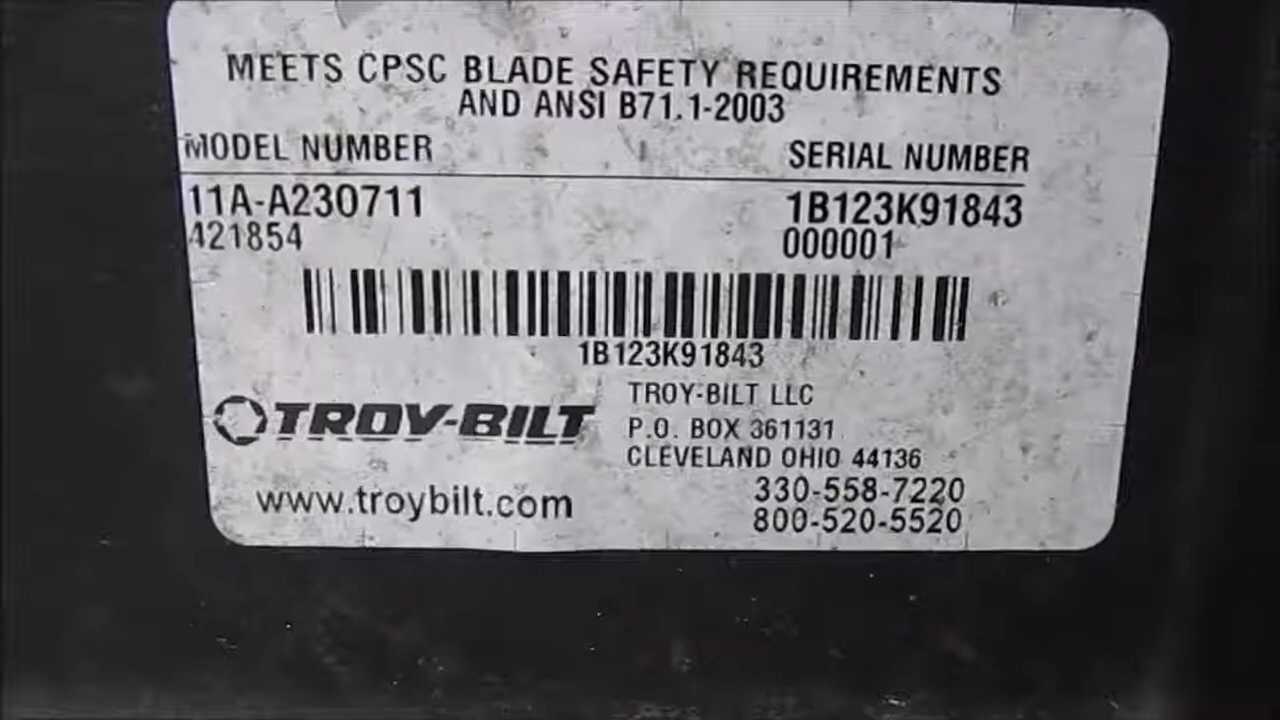 MEETS CPSC BLADE SAFETY REQUIREMENTS
AND ANSI B71.1-2003
MODEL NUMBER SERIAL NUMBER
11A-A230711 1B123K91843
421854 000001
1B123K91843
TROY-BILT
TROY-BILT LLC
P.O. BOX 361131
CLEVELAND OHIO 44136
www.troybilt.com
330-558-7220
800-520-5520